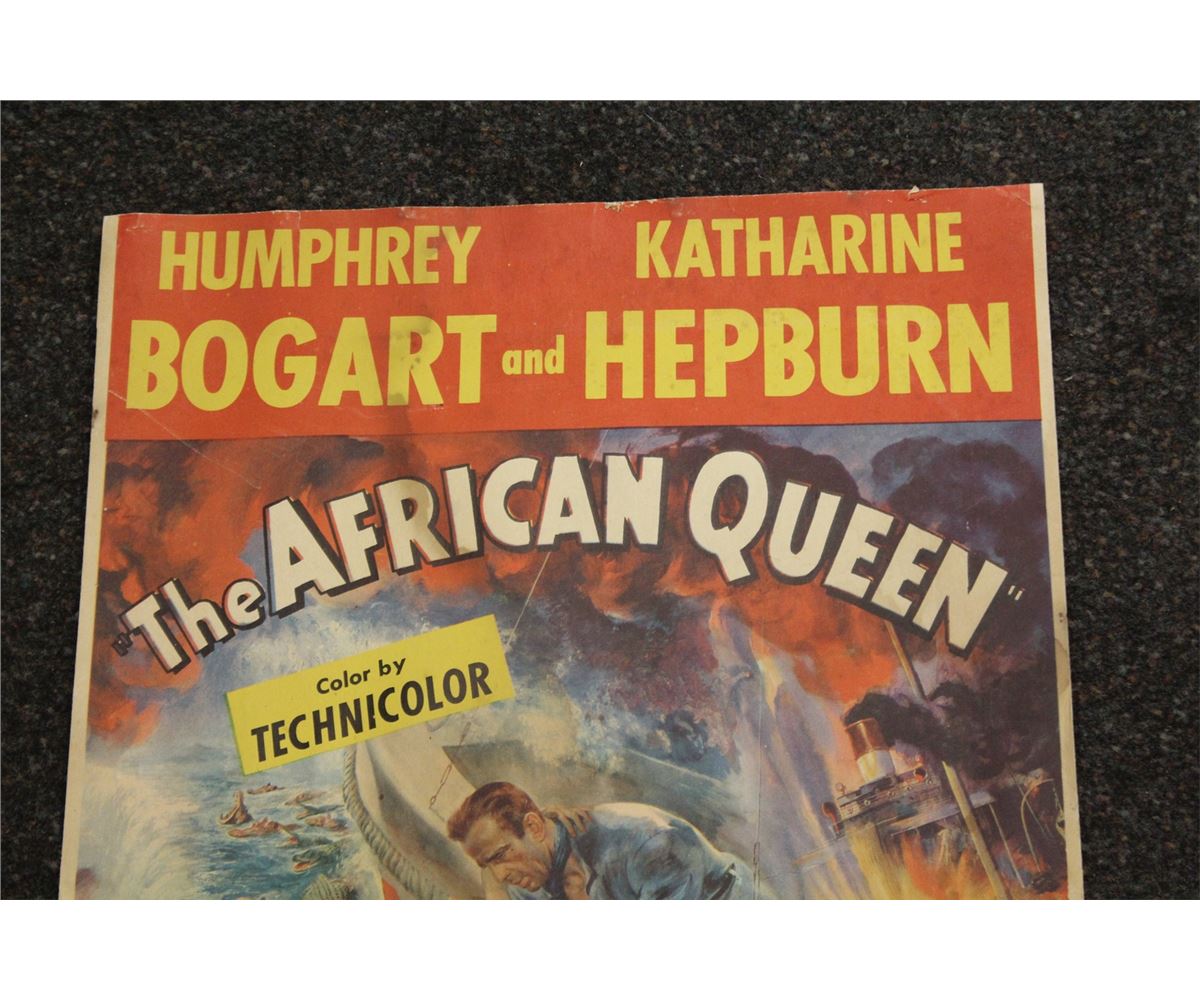 HUMPHREY KATHARINE
BOGART and HEPBURN
"The AFRICAN QUEEN"
Color by
TECHNICOLOR